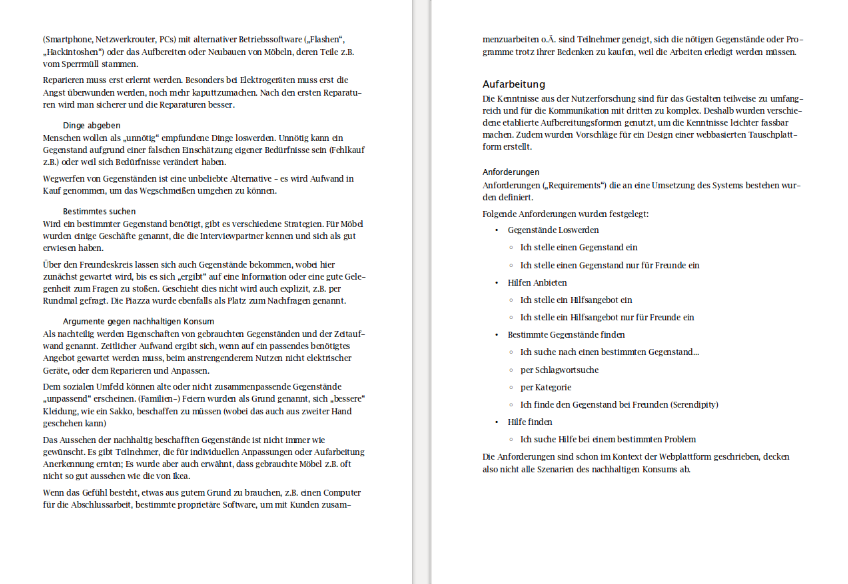 (Smartphone, Netzwerkrouter, PCs) mit alternativer Betriebssoftware („Flashen“,
„Hackintoshen“) oder das Aufbereiten oder Neubauen von Möbeln, deren Teile z.B.
vom Sperrmüll stammen.
Reparieren muss erst erlernt werden. Besonders bei Elektrogeräten muss erst die
Angst überwunden werden, noch mehr kaputtzumachen. Nach den ersten Reparatu-
ren wird man sicherer und die Reparaturen besser.
Dinge abgeben
Menschen wollen als „unnötig“ empfundene Dinge loswerden. Unnötig kann ein
Gegenstand aufgrund einer falschen Einschätzung eigener Bedürfnisse sein (Fehlkauf
z.B.) oder weil sich Bedürfnisse verändert haben.
Wegwerfen von Gegenständen ist eine unbeliebte Alternative – es wird Aufwand in
Kauf genommen, um das Wegschmeißen umgehen zu können.
Bestimmtes suchen
Wird ein bestimmter Gegenstand benötigt, gibt es verschiedene Strategien. Für Möbel
wurden einige Geschäfte genannt, die die Interviewpartner kennen und sich als gut
erwiesen haben.
Über den Freundeskreis lassen sich auch Gegenstände bekommen, wobei hier
zunächst gewartet wird, bis es sich „ergibt“ auf eine Information oder eine gute Gele-
genheit zum Fragen zu stoßen. Geschieht dies nicht wird auch explizit, z.B. per
Rundmail gefragt. Die Piazza wurde ebenfalls als Platz zum Nachfragen genannt.
Argumente gegen nachhaltigen Konsum
Als nachteilig werden Eigenschaften von gebrauchten Gegenständen und der Zeitauf-
wand genannt. Zeitlicher Aufwand ergibt sich, wenn auf ein passendes benötigtes
Angebot gewartet werden muss, beim anstrengenderem Nutzen nicht elektrischer
Geräte, oder dem Reparieren und Anpassen.
Dem sozialen Umfeld können alte oder nicht zusammenpassende Gegenstände
„unpassend“ erscheinen. (Familien-) Feiern wurden als Grund genannt, sich „bessere“
Kleidung, wie ein Sakko, beschaffen zu müssen (wobei das auch aus zweiter Hand
geschehen kann)
Das Aussehen der nachhaltig beschafften Gegenstände ist nicht immer wie
gewünscht. Es gibt Teilnehmer, die für individuellen Anpassungen oder Aufarbeitung
Anerkennung ernten; Es wurde aber auch erwähnt, dass gebrauchte Möbel z.B. oft
nicht so gut aussehen wie die von Ikea.
Wenn das Gefühl besteht, etwas aus gutem Grund zu brauchen, z.B. einen Computer
für die Abschlussarbeit, bestimmte proprietäre Software, um mit Kunden zusam-
menzuarbeiten o.Ä. sind Teilnehmer geneigt, sich die nötigen Gegenstände oder Pro-
gramme trotz ihrer Bedenken zu kaufen, weil die Arbeiten erledigt werden müssen.
Aufarbeitung
Die Kenntnisse aus der Nutzerforschung sind für das Gestalten teilweise zu umfang-
reich und für die Kommunikation mit dritten zu komplex. Deshalb wurden verschie-
dene etablierte Aufbereitungsformen genutzt, um die Kenntnisse leichter fassbar
machen. Zudem wurden Vorschläge für ein Design einer webbasierten Tauschplatt-
form erstellt.
Anforderungen
Anforderungen („Requirements“) die an eine Umsetzung des Systems bestehen wur-
den definiert.
Folgende Anforderungen wurden festgelegt:
• Gegenstände Loswerden
◦ Ich stelle einen Gegenstand ein
◦ Ich stelle einen Gegenstand nur für Freunde ein
• Hilfen Anbieten
◦ Ich stelle ein Hilfsangebot ein
◦ Ich stelle ein Hilfsangebot nur für Freunde ein
• Bestimmte Gegenstände finden
◦ Ich suche nach einen bestimmten Gegenstand...
◦ per Schlagwortsuche
◦ per Kategorie
◦ Ich finde den Gegenstand bei Freunden (Serendipity)
• Hilfe finden
◦ Ich suche Hilfe bei einem bestimmten Problem
Die Anforderungen sind schon im Kontext der Webplattform geschrieben, decken
also nicht alle Szenarien des nachhaltigen Konsums ab.